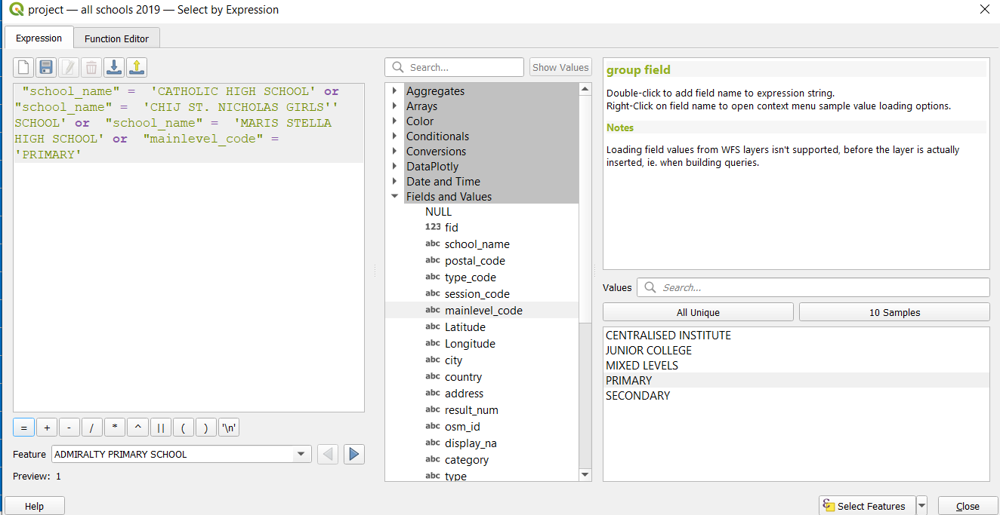 project — all schools 2019 — Select by Expression
Expression
Function Editor
"school_name" = 'CATHOLIC HIGH SCHOOL' or
"school_name" = 'CHIJ ST. NICHOLAS GIRLS''
SCHOOL' or "school_name" = 'MARIS STELLA
HIGH SCHOOL' or "mainlevel_code" =
'PRIMARY'
= + - / * ^ || ( ) '\n'
Feature ADMIRALTY PRIMARY SCHOOL
Preview: 1
Help
Search...
Show Values
Aggregates
Arrays
Color
Conditionals
Conversions
DataPlotly
Date and Time
Fields and Values
NULL
123 fid
abc school_name
abc postal_code
abc type_code
abc session_code
abc mainlevel_code
abc Latitude
abc Longitude
abc city
abc country
abc address
abc result_num
abc osm_id
abc display_na
abc category
abc type
group field
Double-click to add field name to expression string.
Right-Click on field name to open context menu sample value loading options.
Notes
Loading field values from WFS layers isn't supported, before the layer is actually
inserted, ie. when building queries.
Values Search...
All Unique
10 Samples
CENTRALISED INSTITUTE
JUNIOR COLLEGE
MIXED LEVELS
PRIMARY
SECONDARY
Select Features
Close